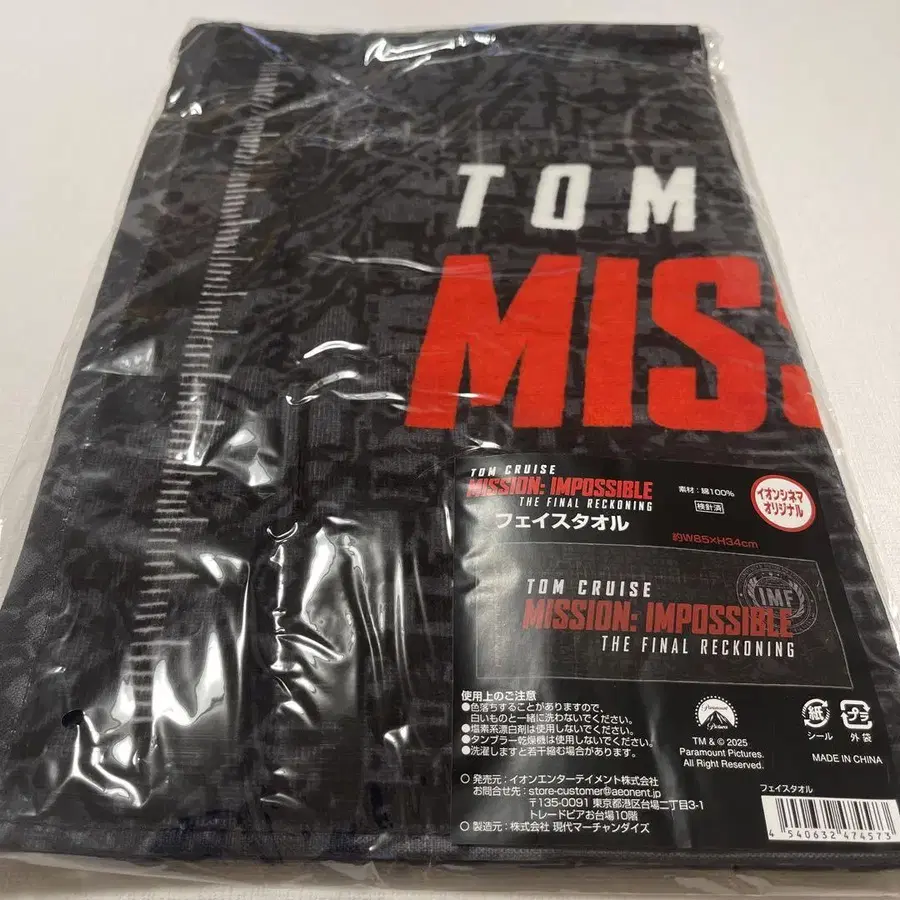 TOM
MISS
TOM CRUISE
MISSION: IMPOSSIBLE
THE FINAL RECKONING
フェイスタオル
素材：綿100%
検針済
イオンシネマ
オリジナル
約W85×H34cm
IMF
TOM CRUISE
MISSION: IMPOSSIBLE
THE FINAL RECKONING
使用上のご注意
●色落ちすることがありますので、
白いものと一緒に洗わないでください。
●塩素系漂白剤は使用しないでください。
●タンブラー乾燥機は使用しないでください。
●洗濯しますと若干縮む場合があります。
Paramount
Pictures
TM & © 2025
Paramount Pictures.
All Rights Reserved.
紙
シール
プラ
外袋
MADE IN CHINA
○ 発売元：イオンエンターテイメント株式会社
お問合せ先：store-customer@aeonent.jp
〒135-0091 東京都港区台場二丁目3-1
トレードピアお台場10階
○ 製造元：株式会社 現代マーチャンダイズ
フェイスタオル
4 540632 474573